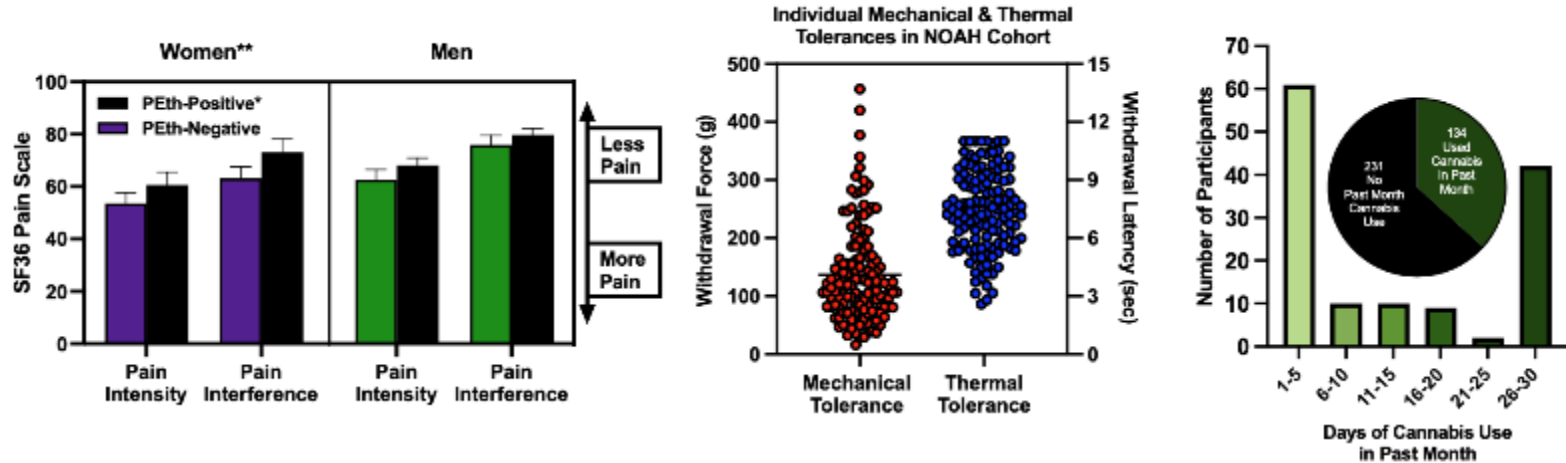 Women**
Men
PEth-Positive*
PEth-Negative
SF36 Pain Scale
100
80
60
40
20
0
Pain
Intensity
Pain
Interference
Pain
Intensity
Pain
Interference
Less
Pain
More
Pain
Individual Mechanical & Thermal
Tolerances in NOAH Cohort
Withdrawal Force (g)
500
400
300
200
100
0
15
12
9
6
3
0
Withdrawal Latency (sec)
Mechanical
Tolerance
Thermal
Tolerance
Number of Participants
70
60
50
40
30
20
10
0
231
No
Past Month
Cannabis
Use
134
Used
Cannabis
In Past
Month
1-5
6-10
11-15
16-20
21-25
26-30
Days of Cannabis Use
in Past Month